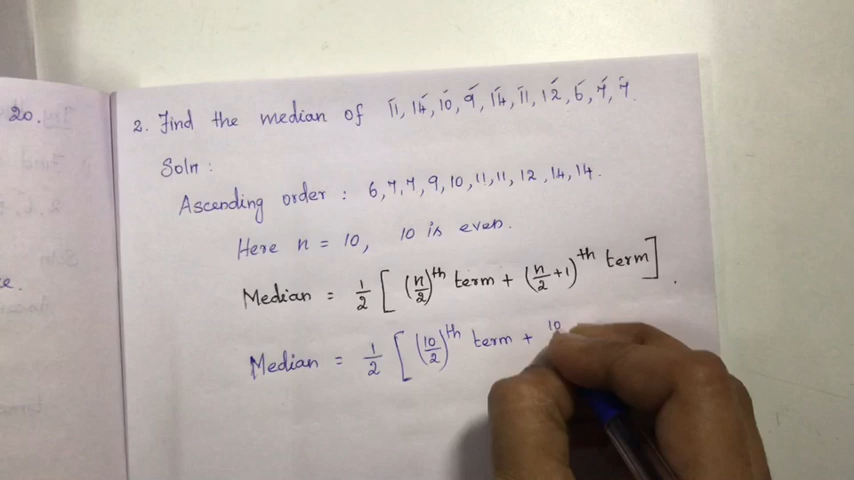 20.
2. Find the median of 11, 14, 10, 9, 14, 11, 12, 6, 7, 7.
Soln :
Ascending order : 6, 7, 7, 9, 10, 11, 11, 12, 14, 14.
Here n = 10, 10 is even.
Median = 1/2 [ (n/2)^th term + (n/2 + 1)^th term ] .
Median = 1/2 [ (10/2)^th term + 10
e.